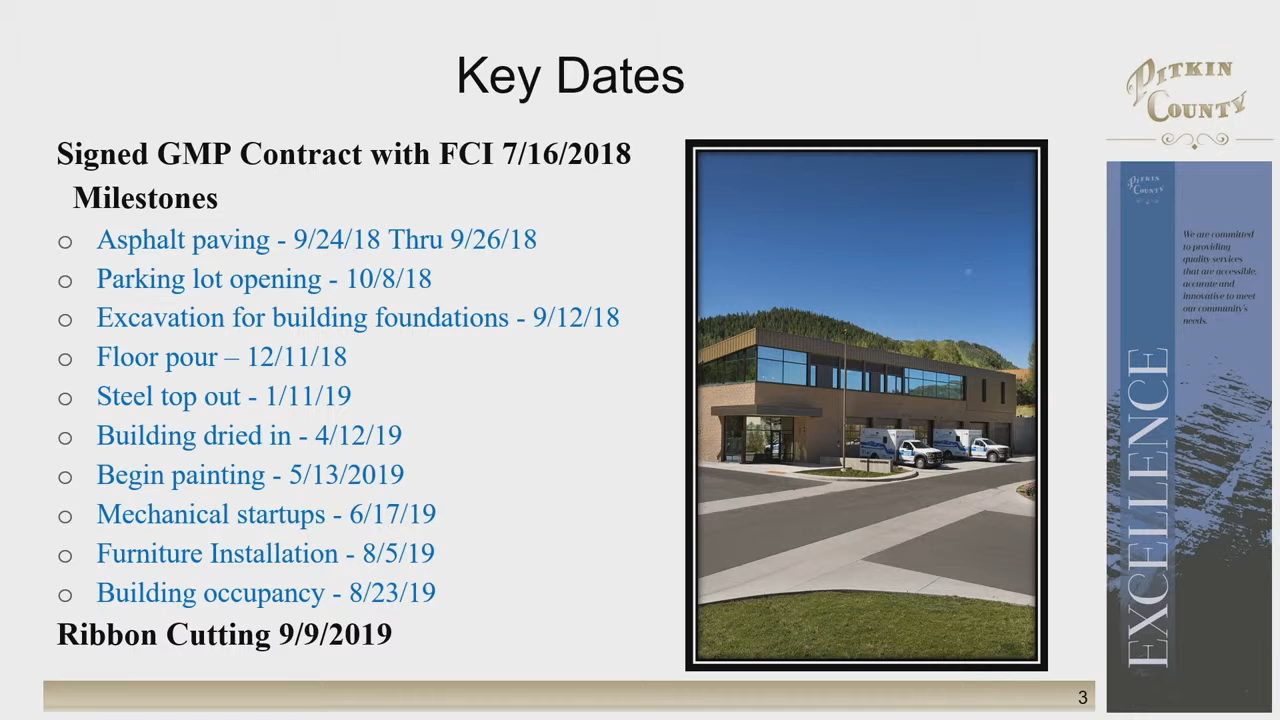 Key Dates
Signed GMP Contract with FCI 7/16/2018
Milestones
o Asphalt paving - 9/24/18 Thru 9/26/18
o Parking lot opening - 10/8/18
o Excavation for building foundations - 9/12/18
o Floor pour – 12/11/18
o Steel top out - 1/11/19
o Building dried in - 4/12/19
o Begin painting - 5/13/2019
o Mechanical startups - 6/17/19
o Furniture Installation - 8/5/19
o Building occupancy - 8/23/19
Ribbon Cutting 9/9/2019
PITKIN
COUNTY
PITKIN
COUNTY
We are committed
to providing
quality services
that are accessible,
accurate and
innovative to meet
our community's
needs.
EXCELLENCE
3